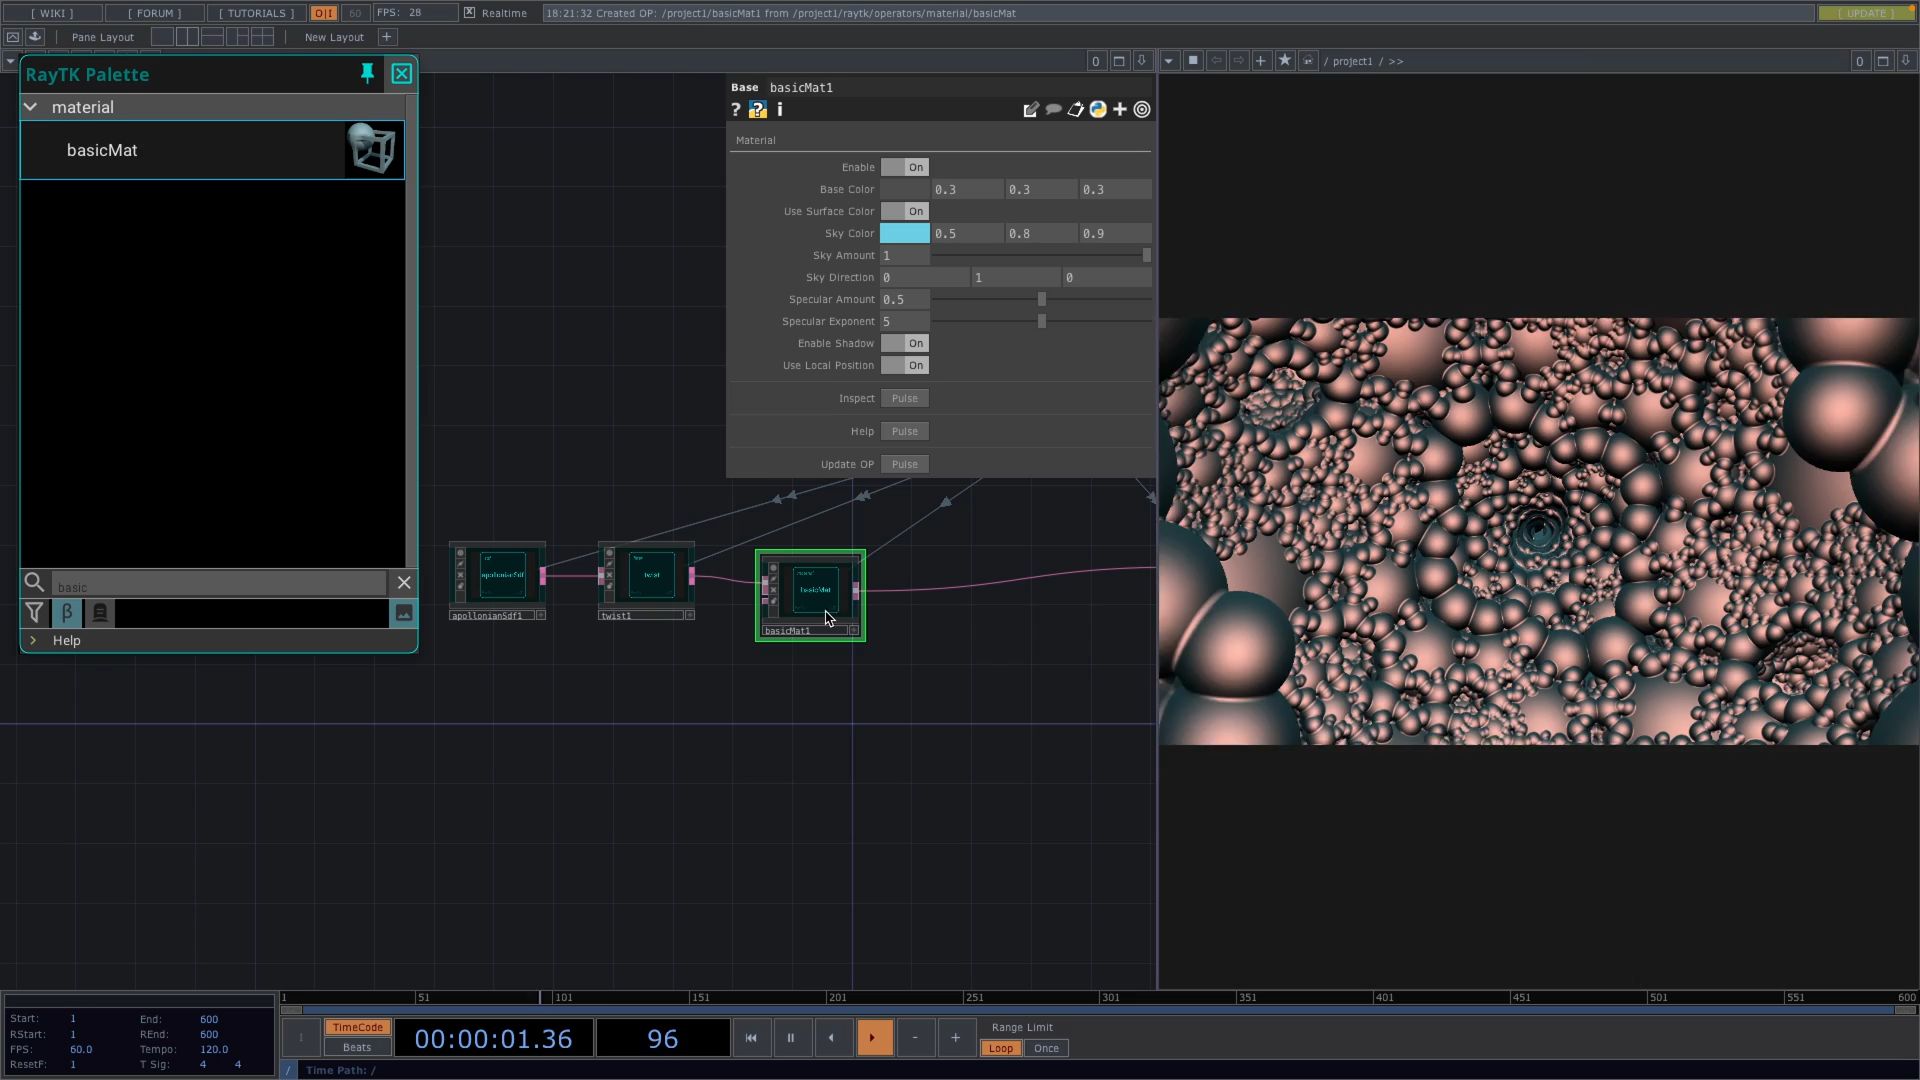 [ WIKI ] [ FORUM ] [ TUTORIALS ] O|I 60 FPS: 28 Realtime 18:21:32 Created OP: /project1/basicMat1 from /project1/raytk/operators/material/basicMat [ UPDATE ]
Pane Layout New Layout +
0 / project1 / >> 0
RayTK Palette
material
basicMat
basic
β
Help
Base basicMat1
? ? i
Material
Enable On
Base Color 0.3 0.3 0.3
Use Surface Color On
Sky Color 0.5 0.8 0.9
Sky Amount 1
Sky Direction 0 1 0
Specular Amount 0.5
Specular Exponent 5
Enable Shadow On
Use Local Position On
Inspect Pulse
Help Pulse
Update OP Pulse
apollonianSdf twist basicMat
apollonianSdf1 twist1 basicMat1
1 51 101 151 201 251 301 351 401 451 501 551 600
Start: 1 End: 600
RStart: 1 REnd: 600
FPS: 60.0 Tempo: 120.0
ResetF: 1 T Sig: 4 4
1 TimeCode Beats 00:00:01.36 96 - +
Range Limit
Loop Once
/ Time Path: /